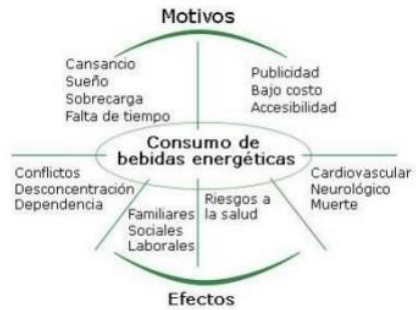 Motivos
Cansancio
Sueño
Sobrecarga
Falta de tiempo
Publicidad
Bajo costo
Accesibilidad
Consumo de
bebidas energéticas
Conflictos
Desconcentración
Dependencia
Familiares
Sociales
Laborales
Riesgos a
la salud
Cardiovascular
Neurológico
Muerte
Efectos